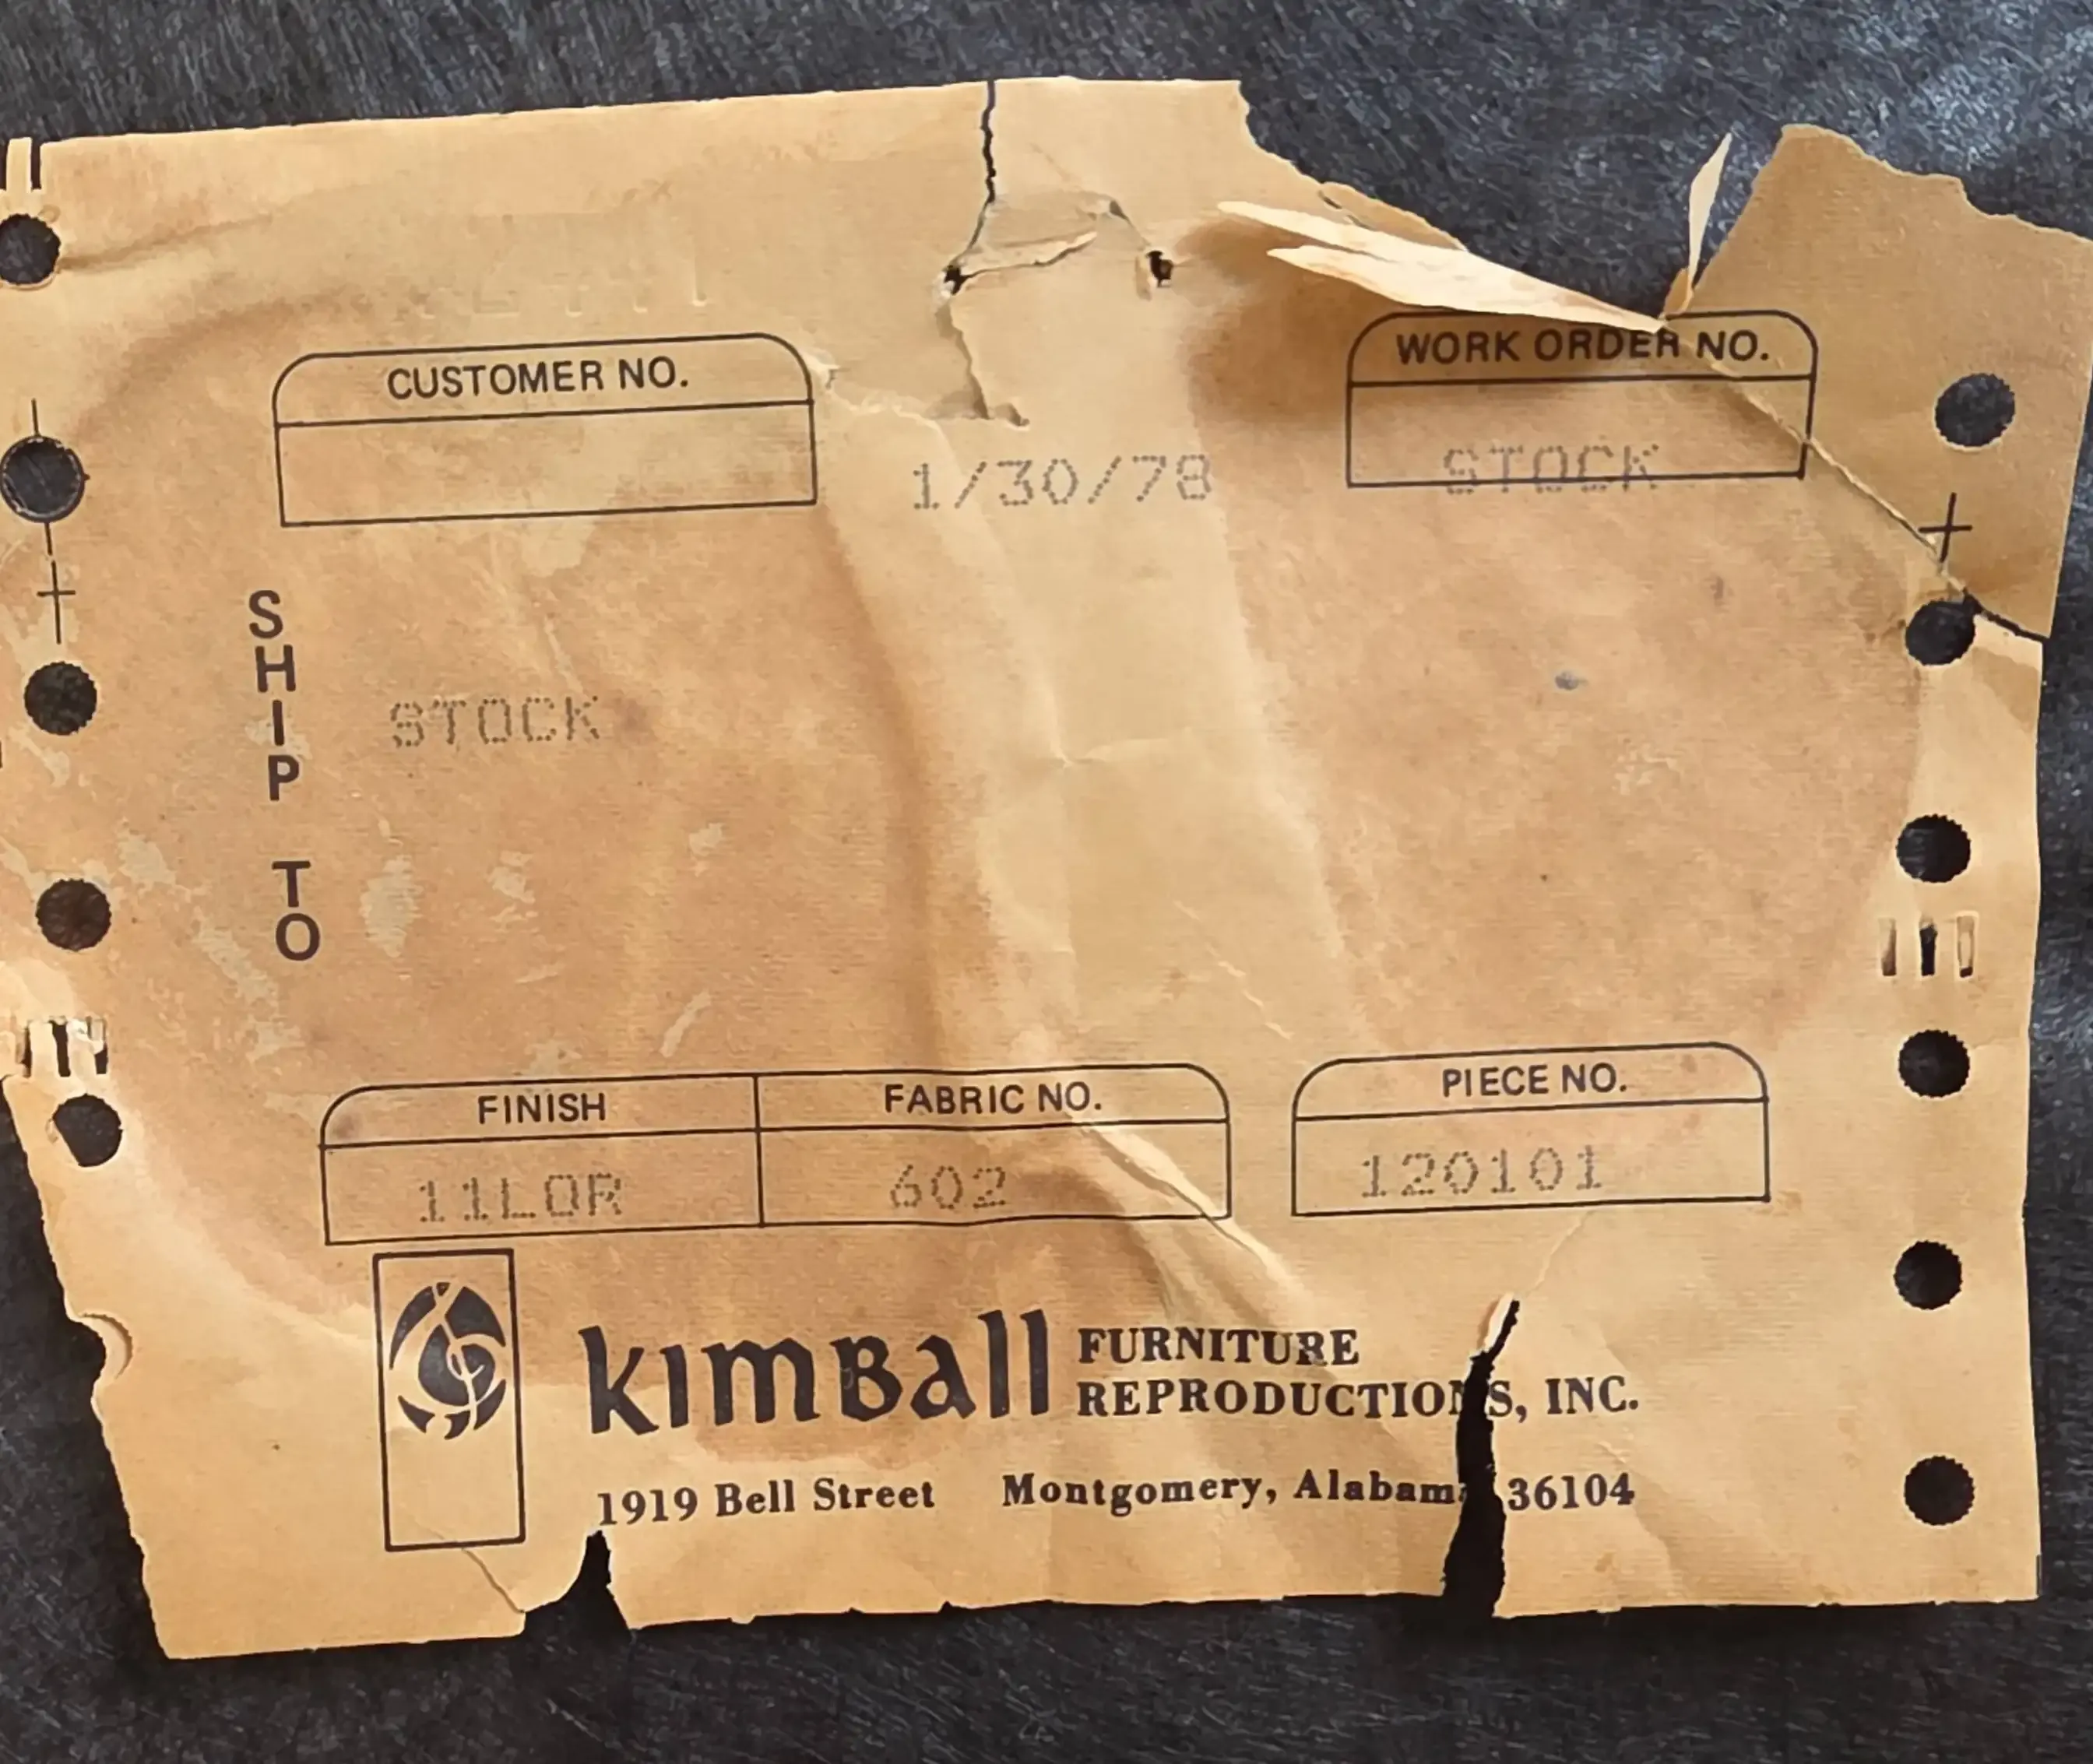 CUSTOMER NO.
WORK ORDER NO.
1/30/78
STOCK
SHIP TO
STOCK
FINISH
FABRIC NO.
PIECE NO.
11LOR
602
120101
kimball FURNITURE
REPRODUCTIONS, INC.
1919 Bell Street Montgomery, Alabama 36104